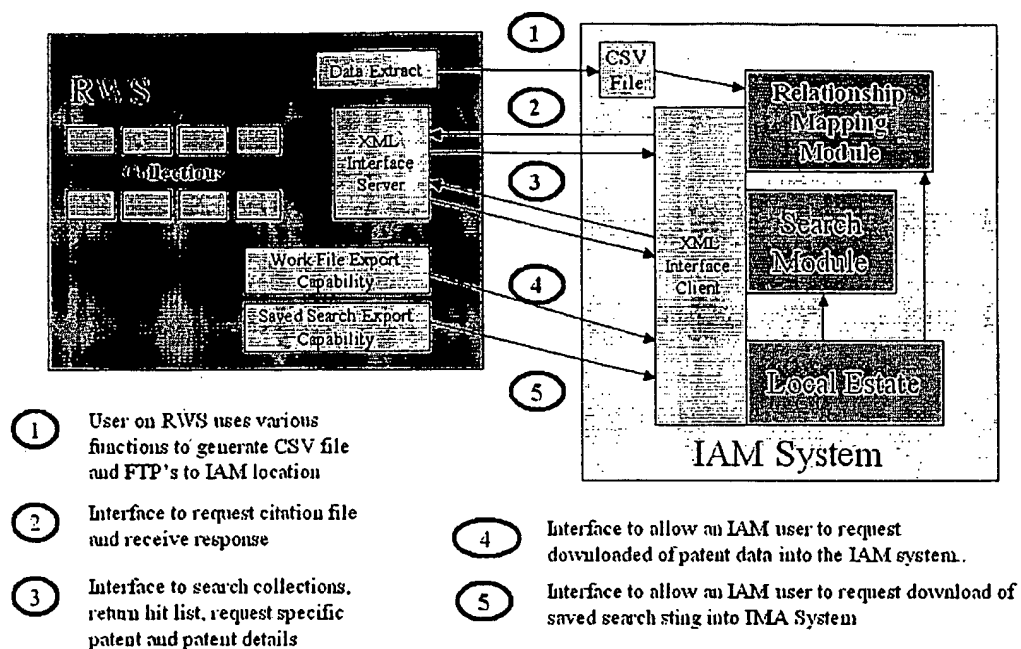 1
CSV
File
Data Extract
RWS
Relationship
Mapping
Module
2
XML
Interface
Server
Collections
3
Search
Module
XML
Interface
Client
Work File Export
Capability
4
Saved Search Export
Capability
Local Estate
5
IAM System
1 User on RWS uses various
functions to generate CSV file
and FTP's to IAM location
2 Interface to request citation file
and receive response
3 Interface to search collections,
return hit list, request specific
patent and patent details
4 Interface to allow an IAM user to request
downloaded of patent data into the IAM system..
5 Interface to allow an IAM user to request download of
saved search sting into IMA System